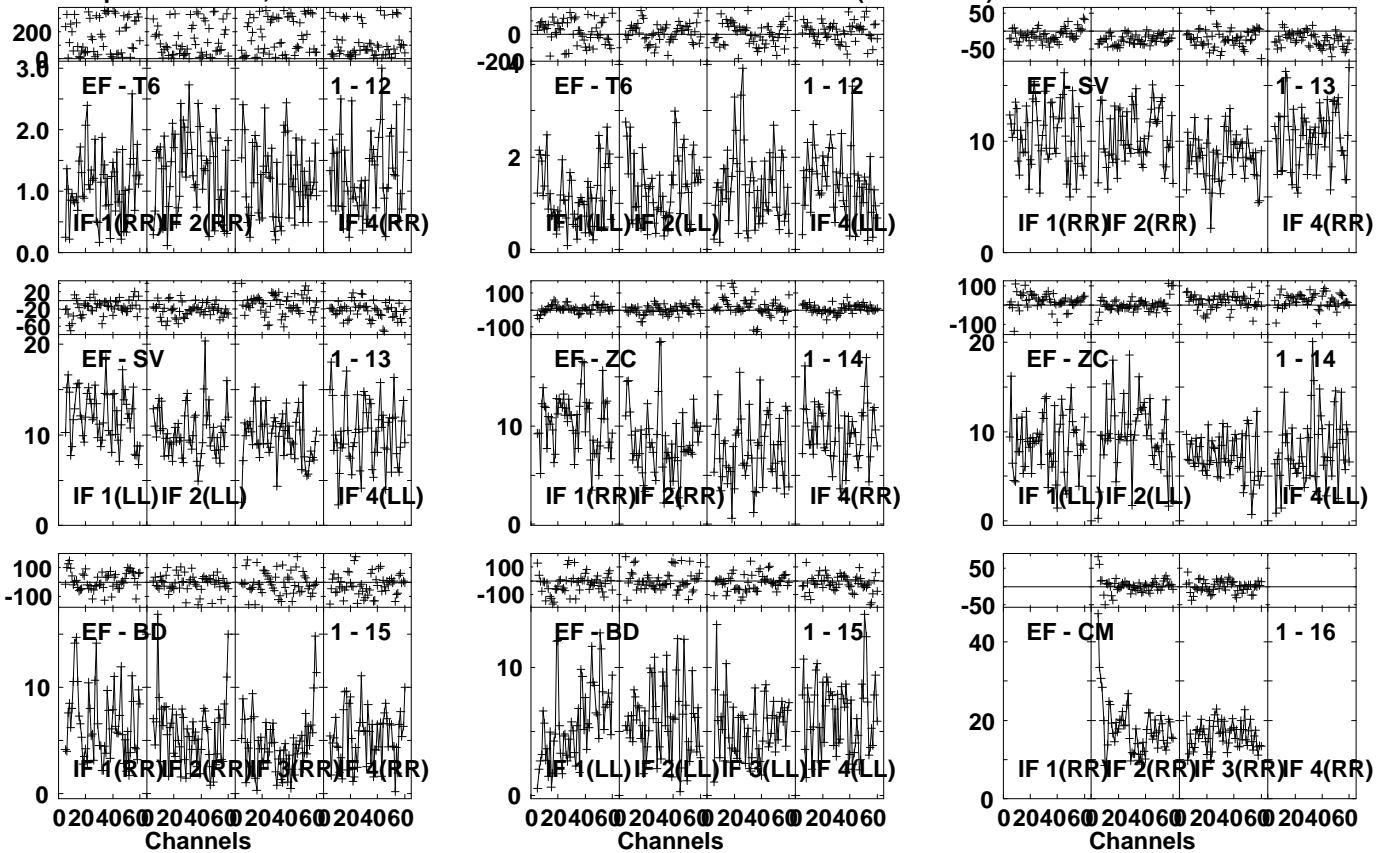 200
0
3.0
2.0
1.0
0.0
EF - T6 1 - 12
IF 1(RR) IF 2(RR) IF 4(RR)
0
-200
4
2
0
EF - T6 1 - 12
IF 1(LL) IF 2(LL) IF 4(LL)
50
-50
10
0
EF - SV 1 - 13
IF 1(RR) IF 2(RR) IF 4(RR)
20
-20
-60
20
10
0
EF - SV 1 - 13
IF 1(LL) IF 2(LL) IF 4(LL)
100
-100
10
0
EF - ZC 1 - 14
IF 1(RR) IF 2(RR) IF 4(RR)
100
-100
20
10
0
EF - ZC 1 - 14
IF 1(LL) IF 2(LL) IF 4(LL)
100
-100
10
0
EF - BD 1 - 15
IF 1(RR) IF 2(RR) IF 3(RR) IF 4(RR)
0 20 40 60 0 20 40 60 0 20 40 60 0 20 40 60
Channels
100
-100
10
0
EF - BD 1 - 15
IF 1(LL) IF 2(LL) IF 3(LL) IF 4(LL)
0 20 40 60 0 20 40 60 0 20 40 60 0 20 40 60
Channels
50
-50
40
20
0
EF - CM 1 - 16
IF 1(RR) IF 2(RR) IF 3(RR) IF 4(RR)
0 20 40 60 0 20 40 60 0 20 40 60 0 20 40 60
Channels